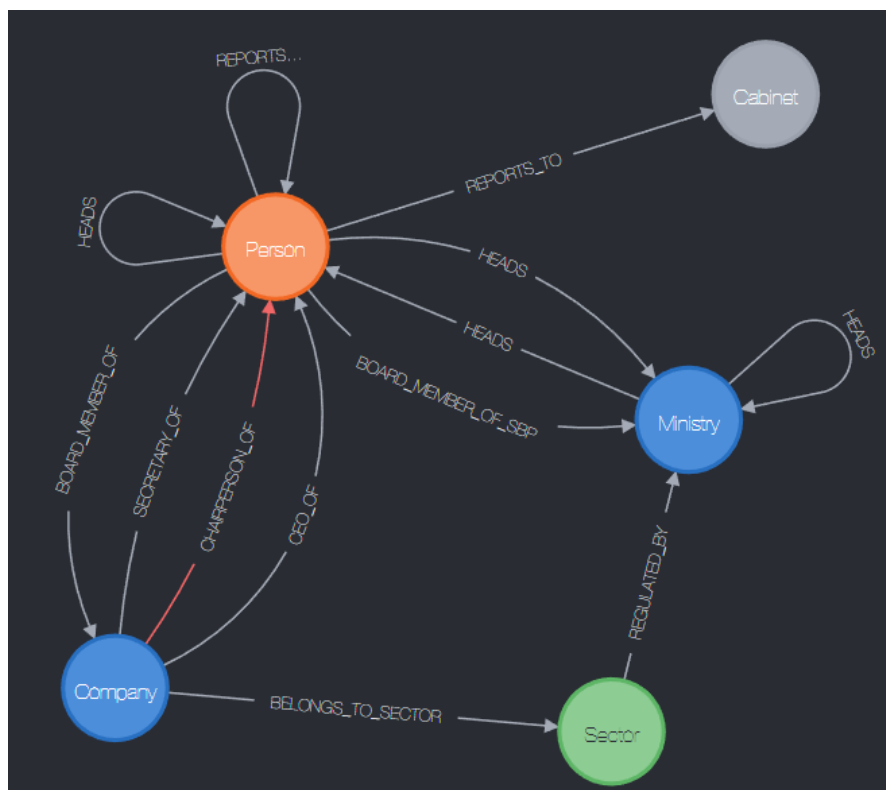 REPORTS...
Cabinet
REPORTS_TO
HEADS
Person
HEADS
HEADS
HEADS
BOARD_MEMBER_OF_SBP
Ministry
BOARD_MEMBER_OF
SECRETARY_OF
CHAIRPERSON_OF
CEO_OF
REGULATED_BY
Company
BELONGS_TO_SECTOR
Sector